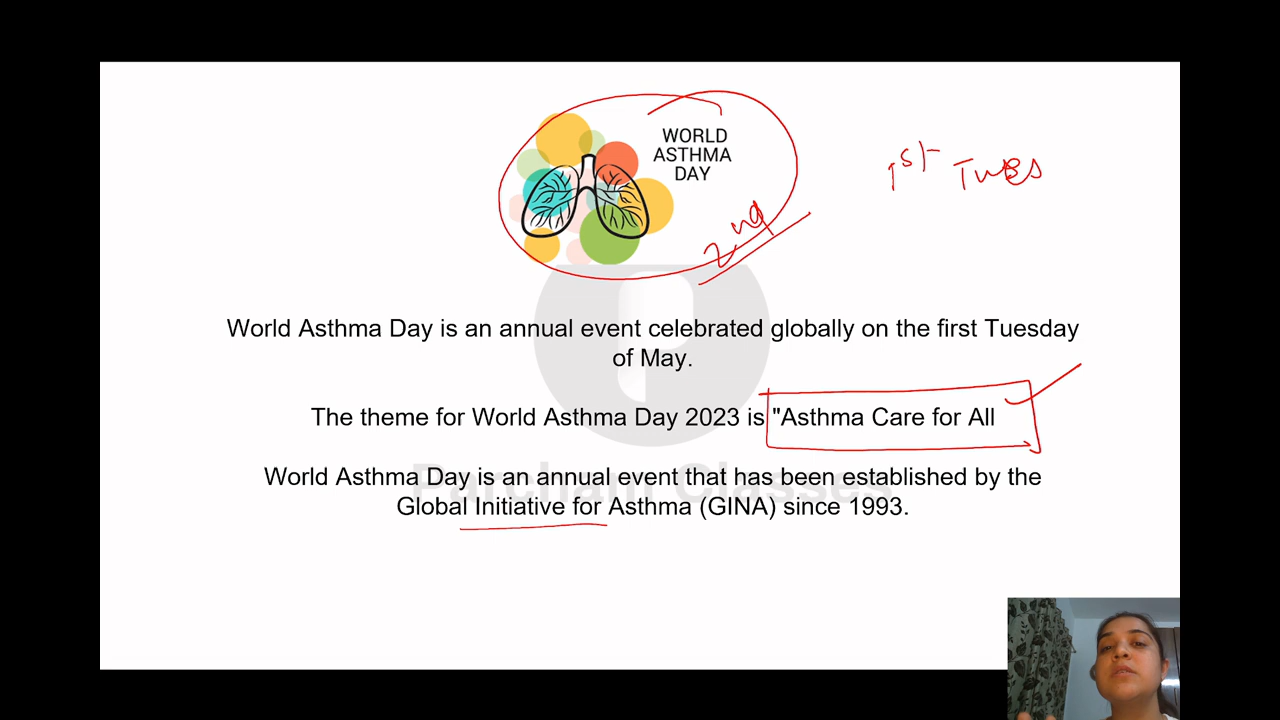 WORLD
ASTHMA
DAY
1st Tues
2nd
World Asthma Day is an annual event celebrated globally on the first Tuesday
of May.
The theme for World Asthma Day 2023 is "Asthma Care for All
World Asthma Day is an annual event that has been established by the
Global Initiative for Asthma (GINA) since 1993.
Parcham Classes